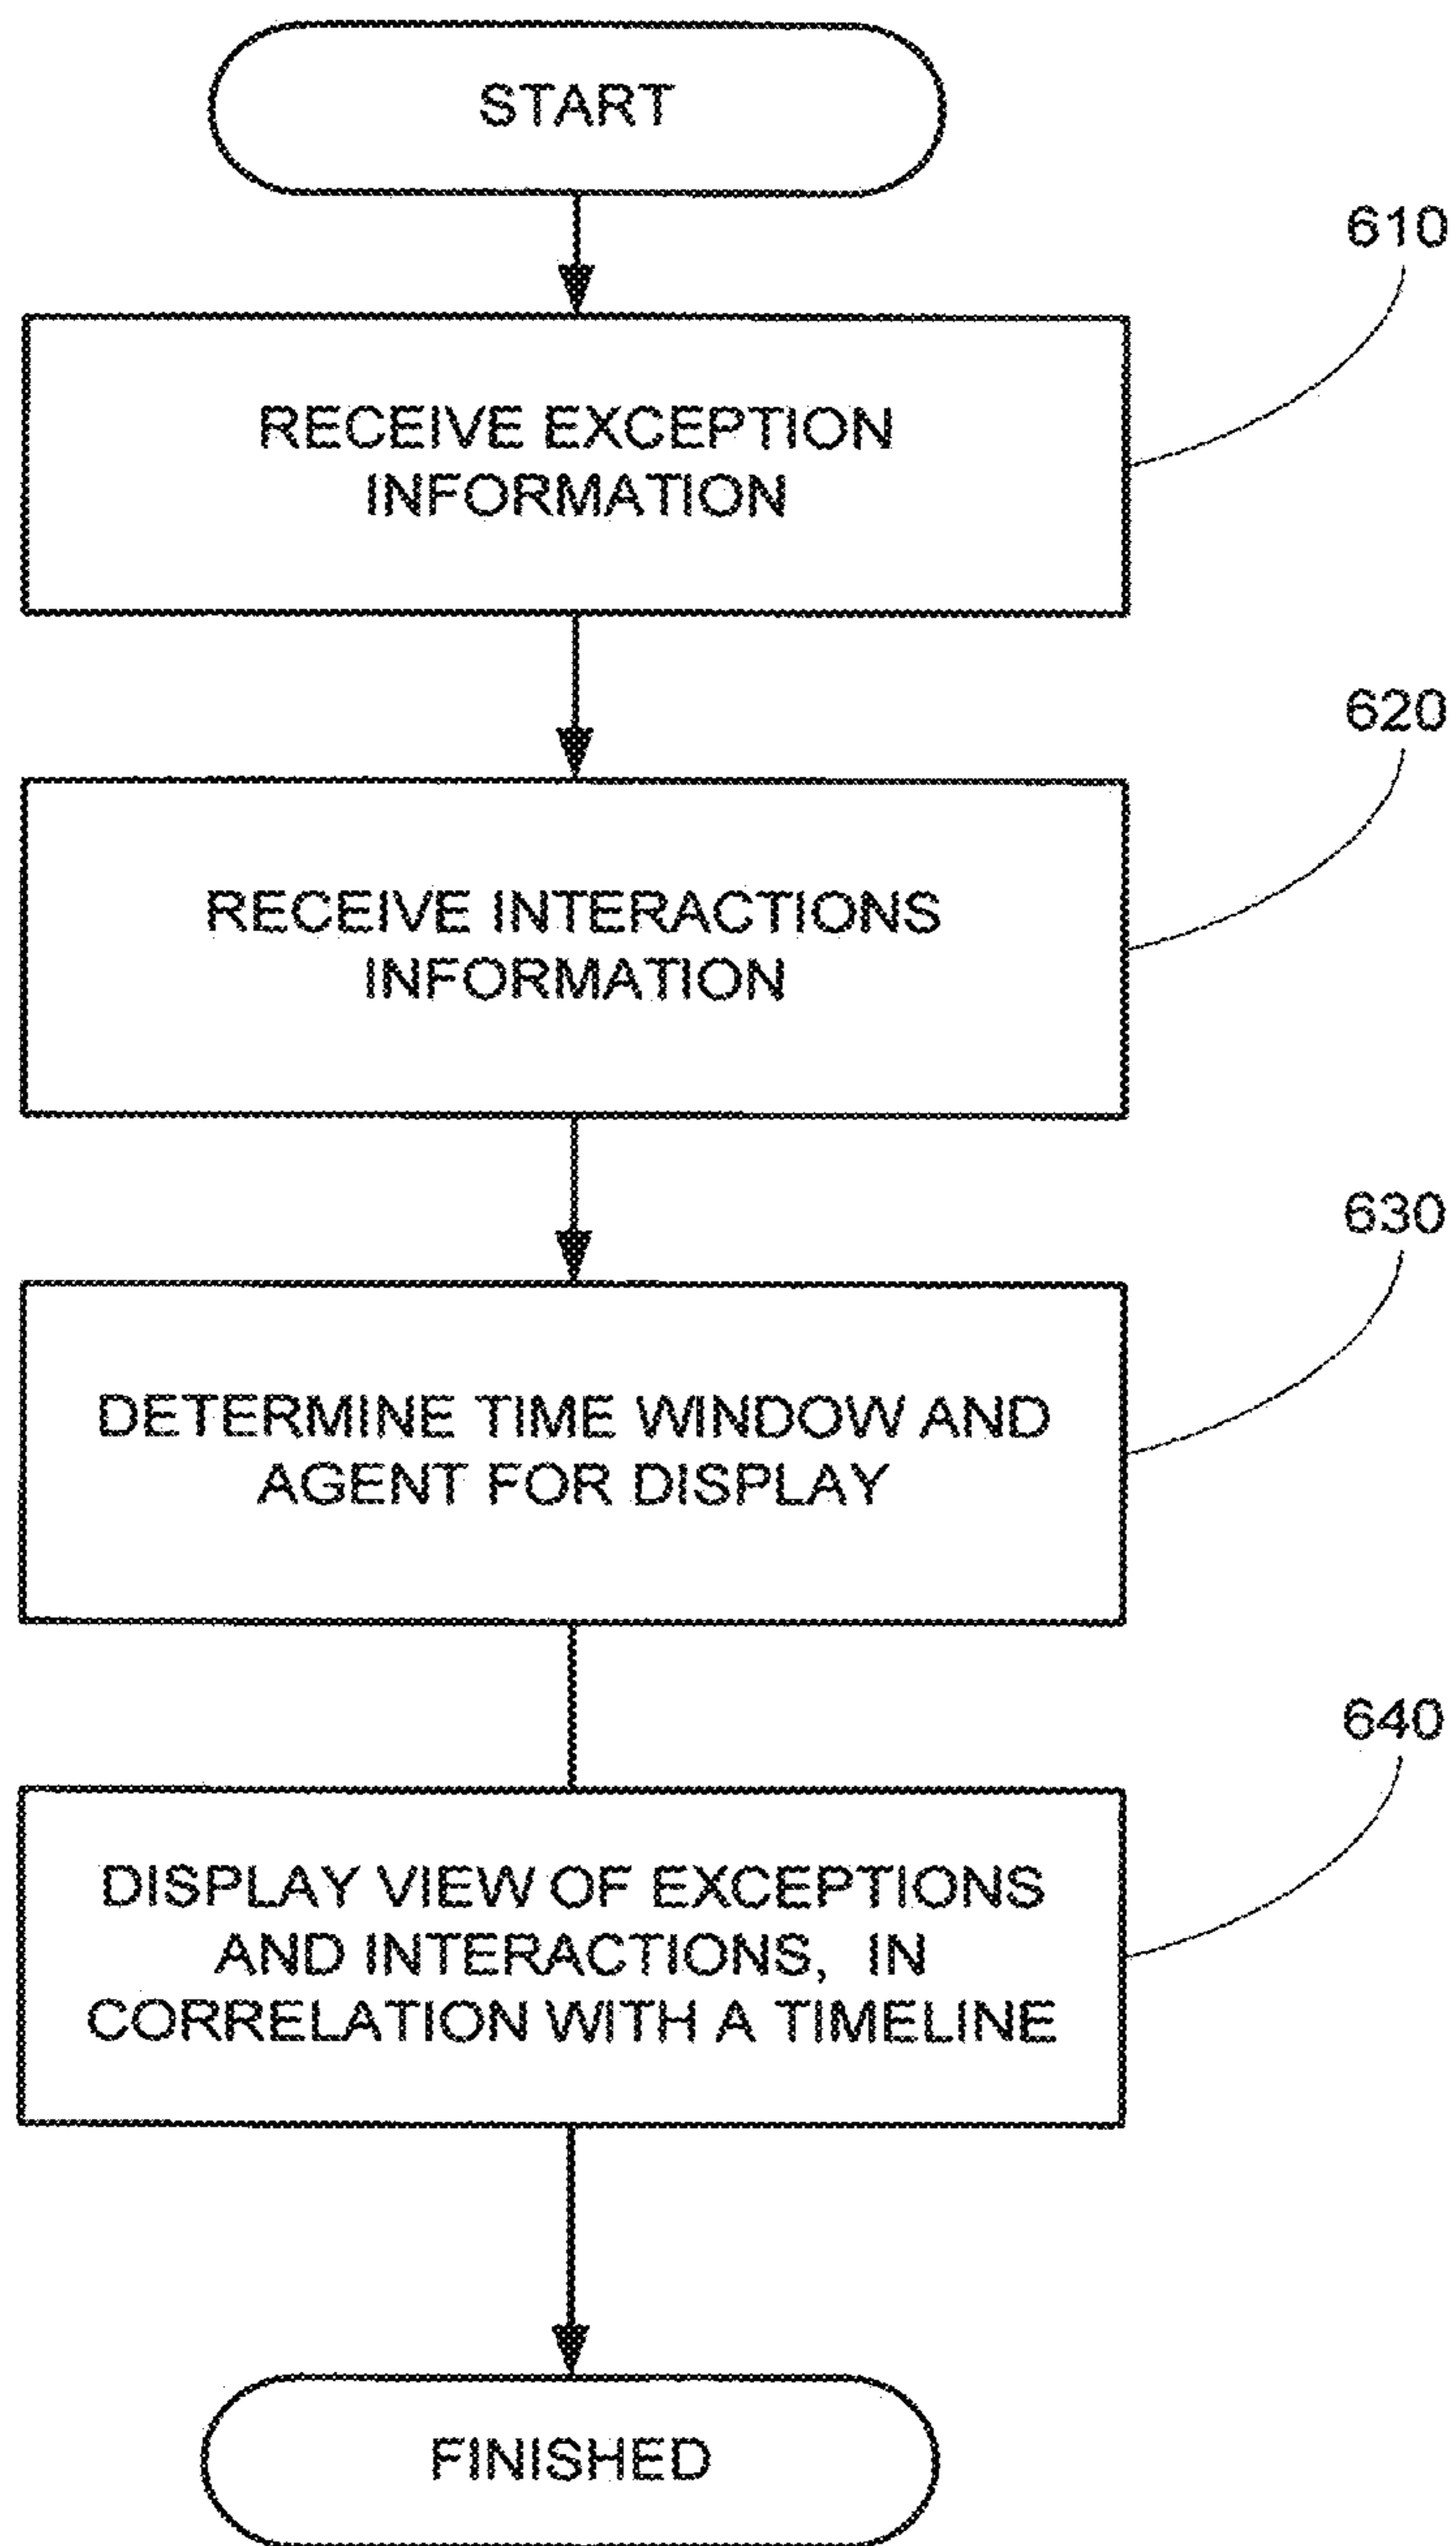 START
610
RECEIVE EXCEPTION
INFORMATION
620
RECEIVE INTERACTIONS
INFORMATION
630
DETERMINE TIME WINDOW AND
AGENT FOR DISPLAY
640
DISPLAY VIEW OF EXCEPTIONS
AND INTERACTIONS, IN
CORRELATION WITH A TIMELINE
FINISHED